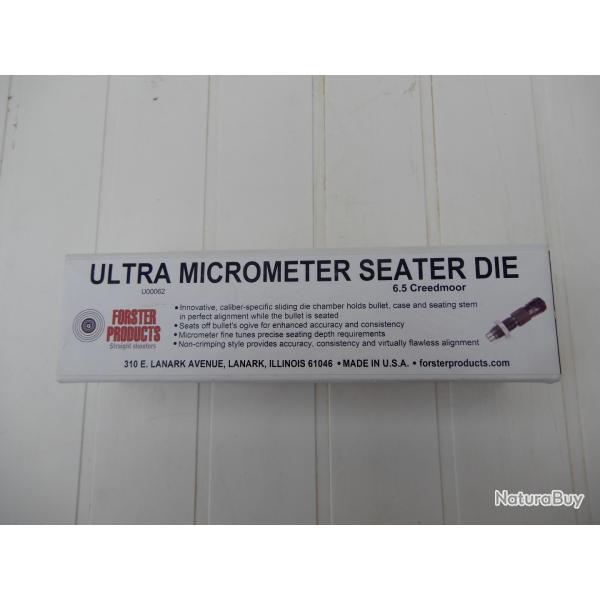 ULTRA MICROMETER SEATER DIE
U00062
6.5 Creedmoor
FORSTER
PRODUCTS
Straight shooters
• Innovative, caliber-specific sliding die chamber holds bullet, case and seating stem
in perfect alignment while the bullet is seated
• Seats off bullet's ogive for enhanced accuracy and consistency
• Micrometer fine tunes precise seating depth requirements
• Non-crimping style provides accuracy, consistency and virtually flawless alignment
310 E. LANARK AVENUE, LANARK, ILLINOIS 61046 • MADE IN U.S.A. • forsterproducts.com
NaturaBuy